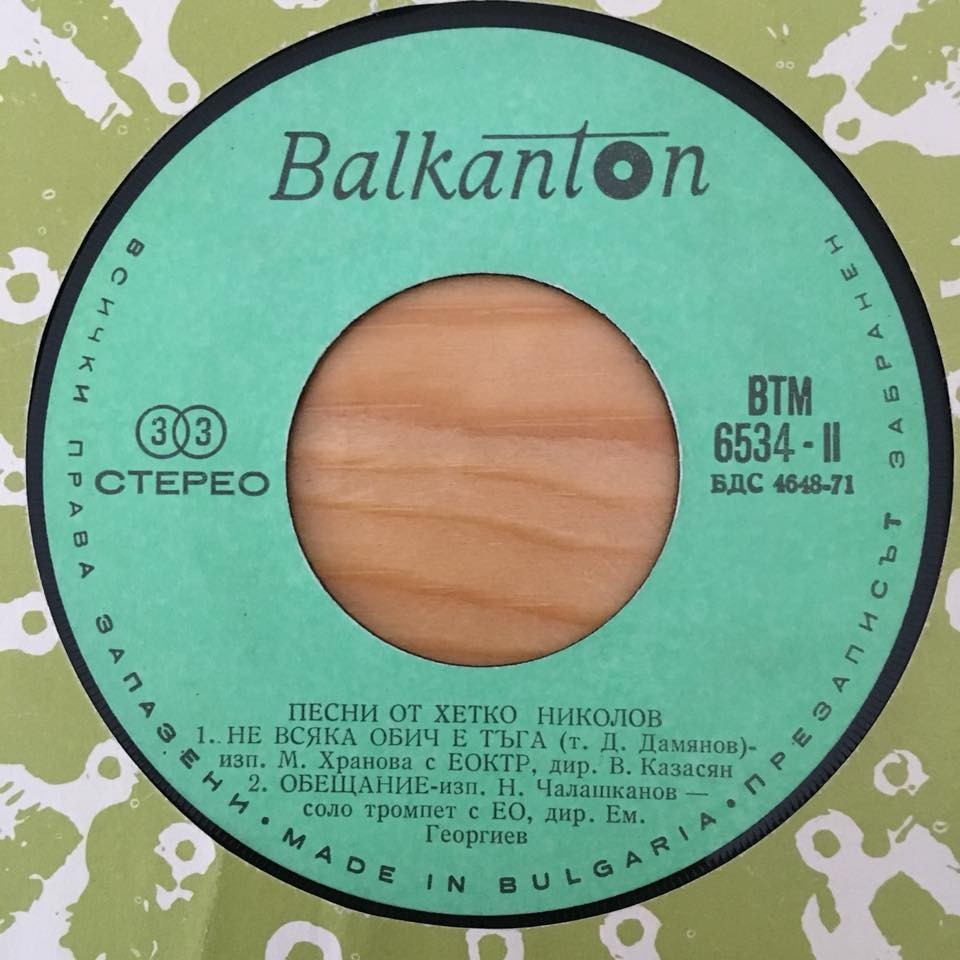 Balkanton
ВСИЧКИ ПРАВА ЗАПАЗЕНИ • MADE IN BULGARIA • ПРЕЗАПИСЪТ ЗАБРАНЕН
33
СТЕРЕО
ВТМ
6534 - II
БДС 4648-71
ПЕСНИ ОТ ХЕТКО НИКОЛОВ
1.. НЕ ВСЯКА ОБИЧ Е ТЪГА (т. Д. Дамянов)-
изп. М. Хранова с ЕОКТР, дир. В. Казасян
2. ОБЕЩАНИЕ-изп. Н. Чалашканов —
соло тромпет с ЕО, дир. Ем.
Георгиев